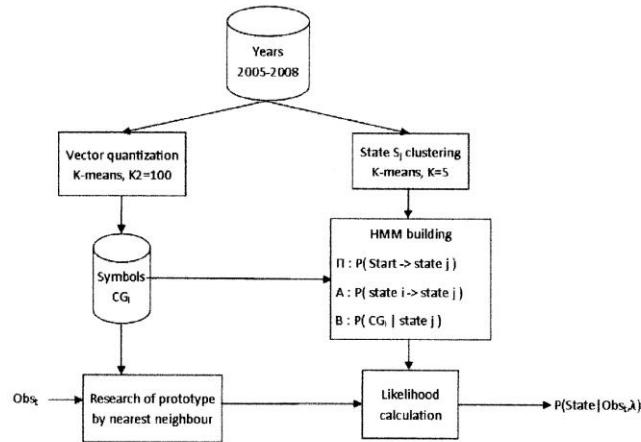 Years
2005-2008
Vector quantization
K-means, K2=100
State Sj clustering
K-means, K=5
HMM building
Π : P( Start -> state j )
A : P( state i -> state j )
B : P( CGi | state j )
Symbols
CGi
Obst
Research of prototype
by nearest neighbour
Likelihood
calculation
P(State|Obst,λ)